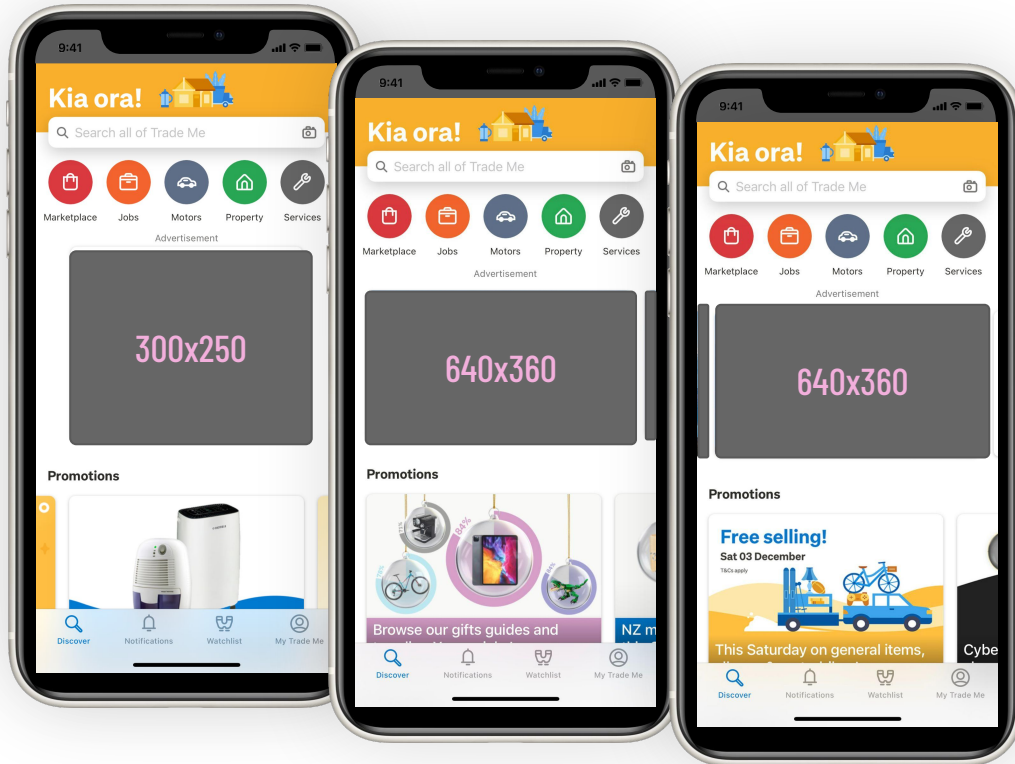 9:41
Kia ora!
Search all of Trade Me
Marketplace Jobs Motors Property Services
Advertisement
300x250
Promotions
Discover Notifications Watchlist My Trade Me
9:41
Kia ora!
Search all of Trade Me
Marketplace Jobs Motors Property Services
Advertisement
640x360
Promotions
84%
Browse our gifts guides and
NZ m
Discover Notifications Watchlist My Trade Me
9:41
Kia ora!
Search all of Trade Me
Marketplace Jobs Motors Property Services
Advertisement
640x360
Promotions
Free selling!
Sat 03 December
T&Cs apply
This Saturday on general items,
Cybe
Discover Notifications Watchlist My Trade Me